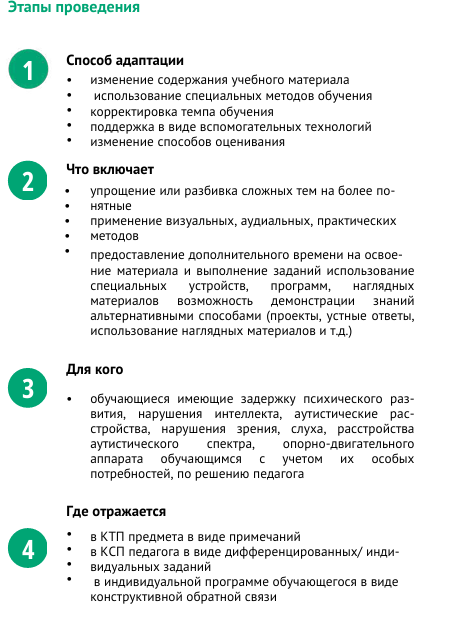 Этапы проведения
1
Способ адаптации
• изменение содержания учебного материала
• использование специальных методов обучения
• корректировка темпа обучения
• поддержка в виде вспомогательных технологий
• изменение способов оценивания
2
Что включает
• упрощение или разбивка сложных тем на более по-
• нятные
• применение визуальных, аудиальных, практических
• методов
• предоставление дополнительного времени на освое-
ние материала и выполнение заданий использование
специальных устройств, программ, наглядных
материалов возможность демонстрации знаний
альтернативными способами (проекты, устные ответы,
использование наглядных материалов и т.д.)
3
Для кого
• обучающиеся имеющие задержку психического раз-
вития, нарушения интеллекта, аутистические рас-
стройства, нарушения зрения, слуха, расстройства
аутистического спектра, опорно-двигательного
аппарата обучающимся с учетом их особых
потребностей, по решению педагога
4
Где отражается
• в КТП предмета в виде примечаний
• в КСП педагога в виде дифференцированных/ инди-
• видуальных заданий
• в индивидуальной программе обучающегося в виде
конструктивной обратной связи